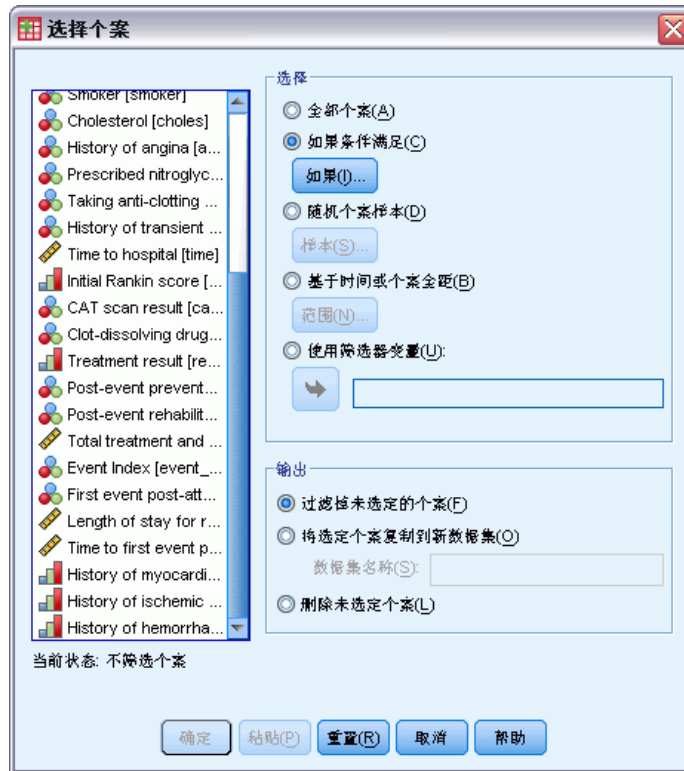 选择个案
Smoker [smoker]
Cholesterol [choles]
History of angina [a...
Prescribed nitroglyc...
Taking anti-clotting ...
History of transient ...
Time to hospital [time]
Initial Rankin score [...
CAT scan result [ca...
Clot-dissolving drug...
Treatment result [re...
Post-event prevent...
Post-event rehabilit...
Total treatment and ...
Event Index [event_...
First event post-att...
Length of stay for r...
Time to first event p...
History of myocardi...
History of ischemic ...
History of hemorrha...
当前状态: 不筛选个案
选择
全部个案(A)
如果条件满足(C)
如果(I)...
随机个案样本(D)
样本(S)...
基于时间或个案全距(B)
范围(N)...
使用筛选器变量(U):
输出
过滤掉未选定的个案(F)
将选定个案复制到新数据集(O)
数据集名称(S):
删除未选定个案(L)
确定
粘贴(P)
重置(R)
取消
帮助